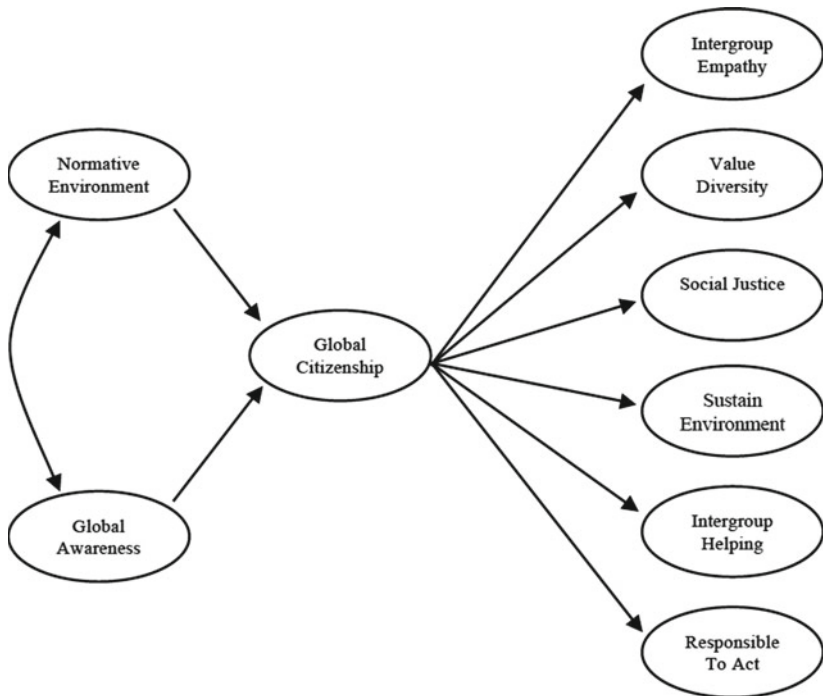 Normative
Environment
Global
Awareness
Global
Citizenship
Intergroup
Empathy
Value
Diversity
Social Justice
Sustain
Environment
Intergroup
Helping
Responsible
To Act